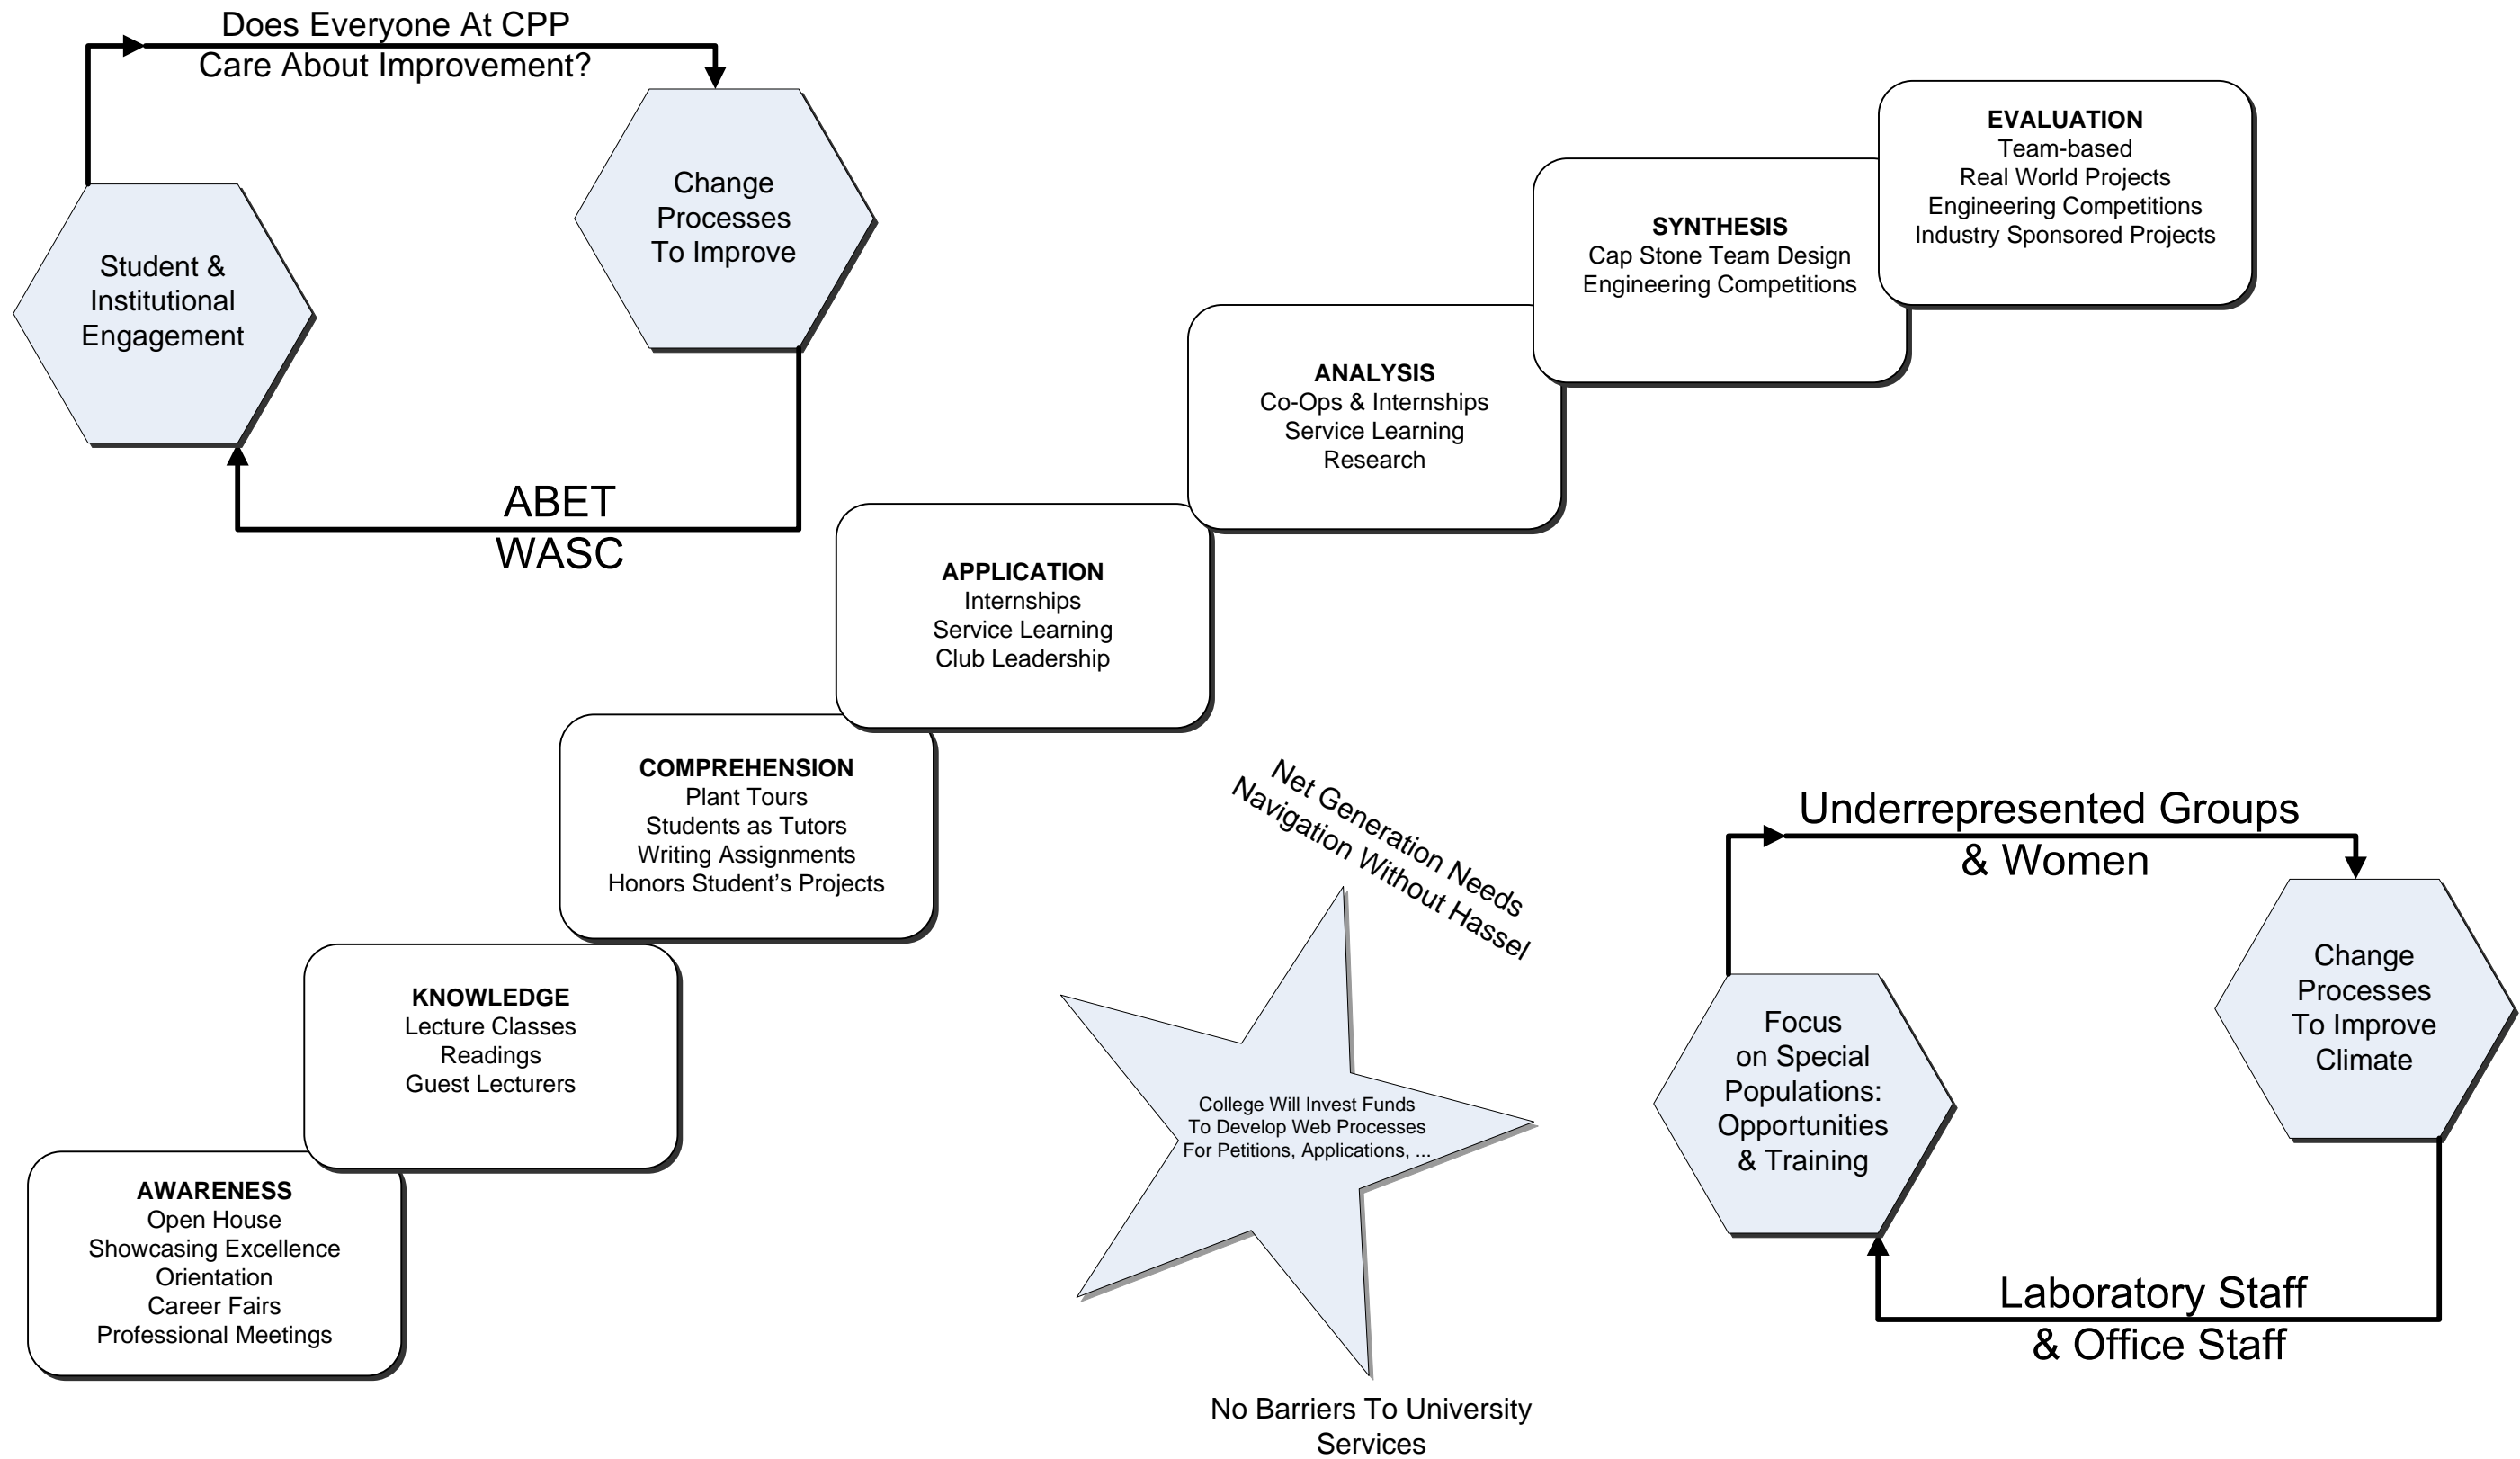 Does Everyone At CPP
Care About Improvement?
Student &
Institutional
Engagement
Change
Processes
To Improve
ABET
WASC
EVALUATION
Team-based
Real World Projects
Engineering Competitions
Industry Sponsored Projects
SYNTHESIS
Cap Stone Team Design
Engineering Competitions
ANALYSIS
Co-Ops & Internships
Service Learning
Research
APPLICATION
Internships
Service Learning
Club Leadership
COMPREHENSION
Plant Tours
Students as Tutors
Writing Assignments
Honors Student’s Projects
KNOWLEDGE
Lecture Classes
Readings
Guest Lecturers
AWARENESS
Open House
Showcasing Excellence
Orientation
Career Fairs
Professional Meetings
Net Generation Needs
Navigation Without Hassel
College Will Invest Funds
To Develop Web Processes
For Petitions, Applications, ...
No Barriers To University
Services
Underrepresented Groups
& Women
Focus
on Special
Populations:
Opportunities
& Training
Change
Processes
To Improve
Climate
Laboratory Staff
& Office Staff